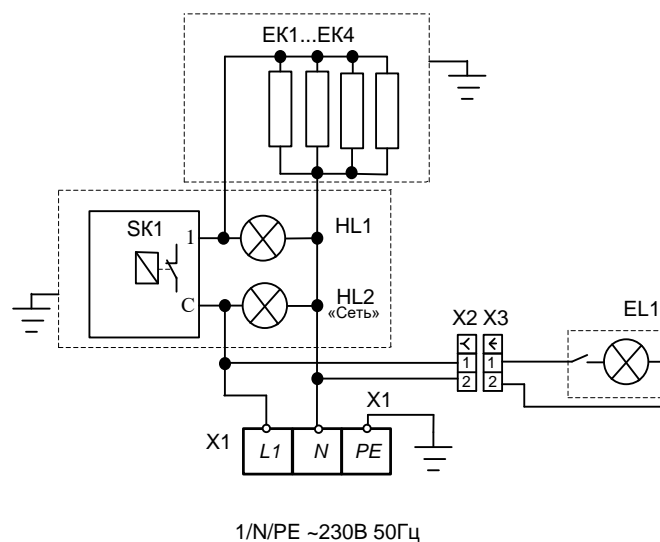 ЕК1...ЕК4
SK1
1
HL1
C
HL2
«Сеть»
X2 X3
EL1
1 1
2 2
X1
X1
L1 N PE
1/N/PE ~230В 50Гц